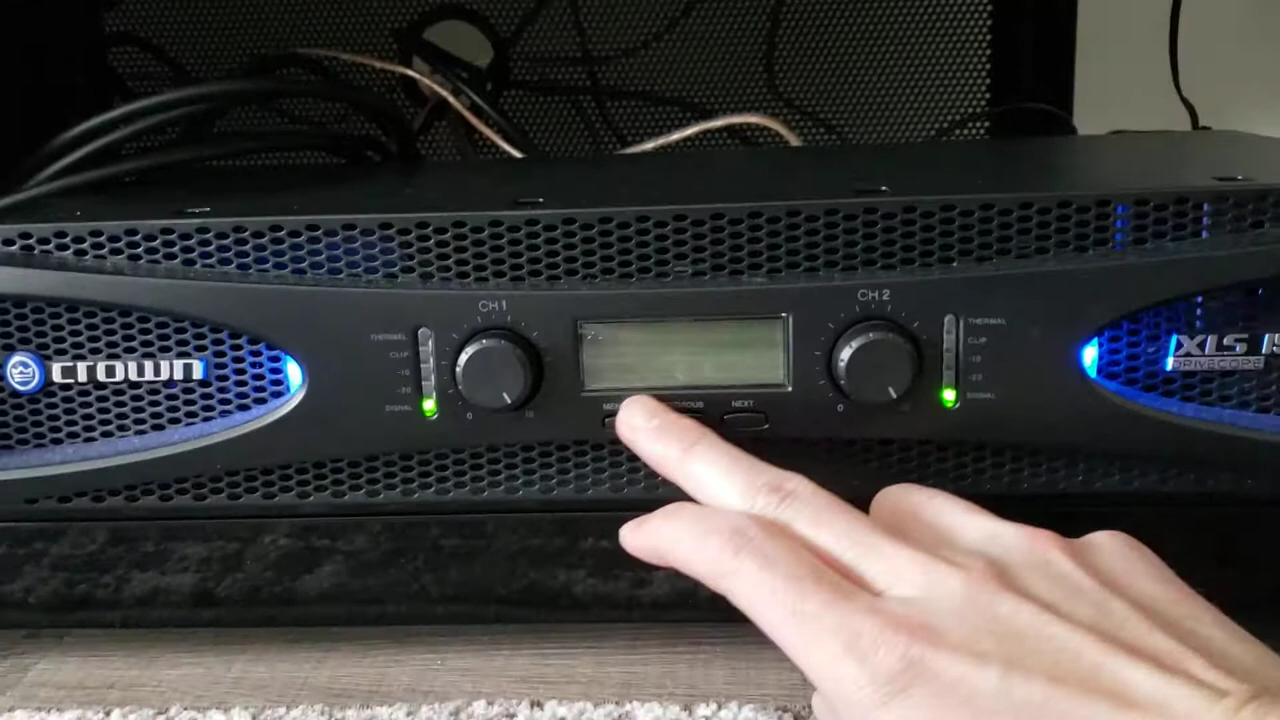 CH 1
CH 2
THERMAL
CLIP
-10
-20
SIGNAL
0
10
THERMAL
CLIP
-10
-20
SIGNAL
0
crown
XLS 15
DRIVECORE
NEXT